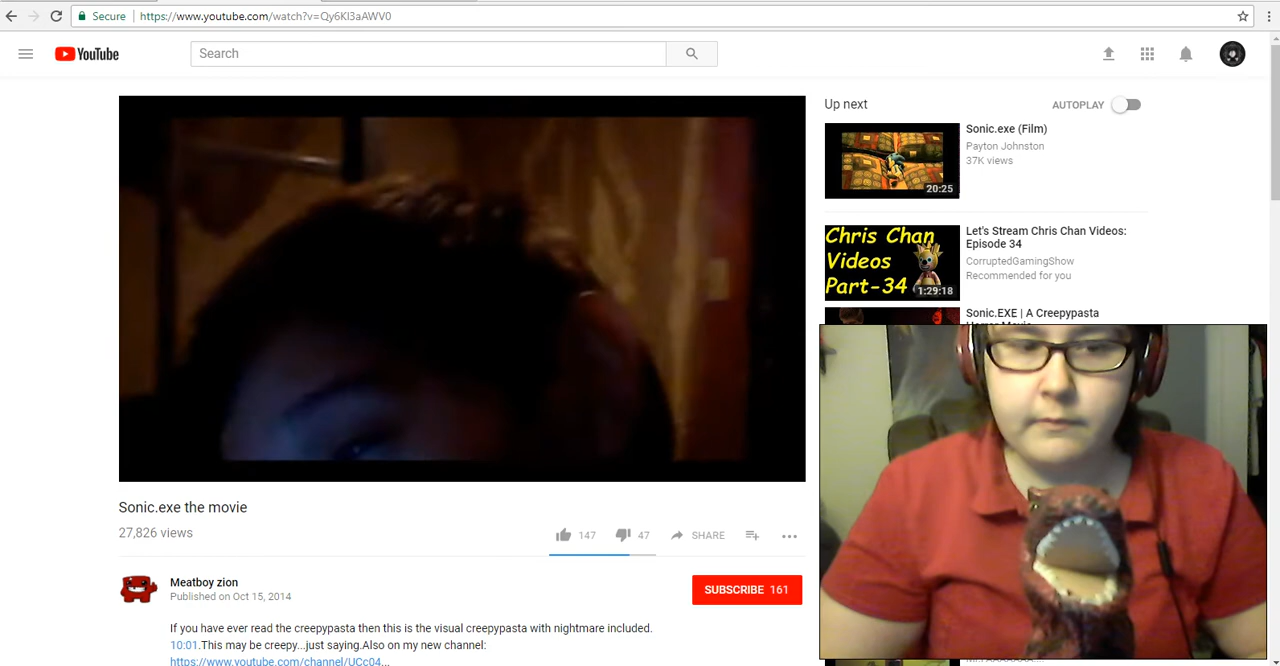 Secure https://www.youtube.com/watch?v=Qy6Kl3aAWV0
YouTube
Search
Up next
AUTOPLAY
Sonic.exe (Film)
Payton Johnston
37K views
20:25
Chris Chan
Videos
Part-34
1:29:18
Let's Stream Chris Chan Videos:
Episode 34
CorruptedGamingShow
Recommended for you
Sonic.EXE | A Creepypasta
Sonic.exe the movie
27,826 views
147
47
SHARE
Meatboy zion
Published on Oct 15, 2014
SUBSCRIBE 161
If you have ever read the creepypasta then this is the visual creepypasta with nightmare included.
10:01.This may be creepy...just saying.Also on my new channel:
https://www.youtube.com/channel/UCc04...